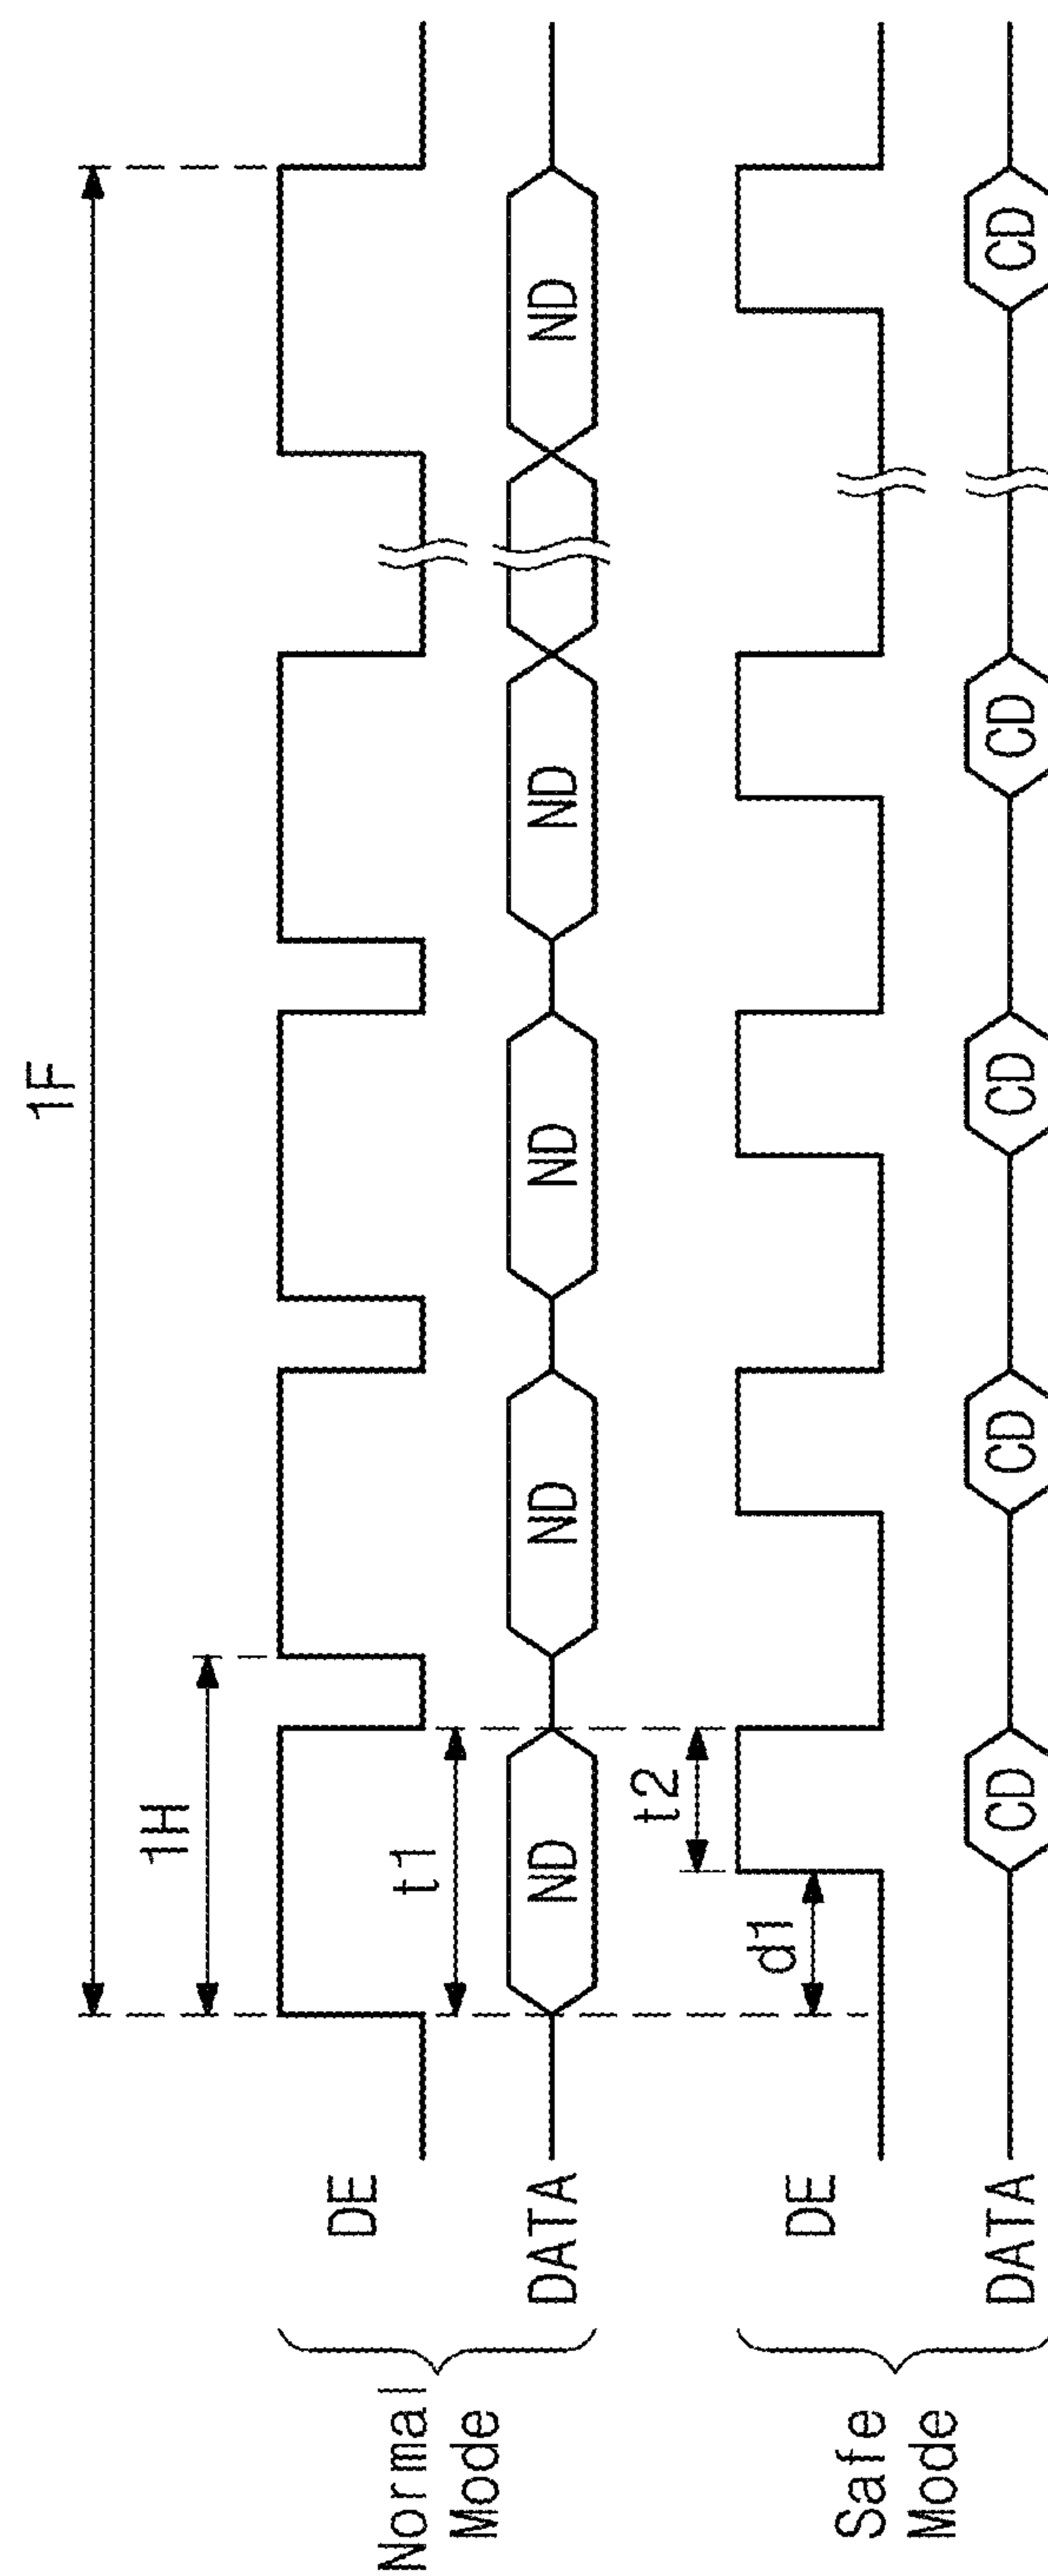 1F
1H
DE
t1
Normal
Mode
DATA
ND
ND
ND
ND
ND
t2
d1
DE
Safe
Mode
DATA
CD
CD
CD
CD
CD